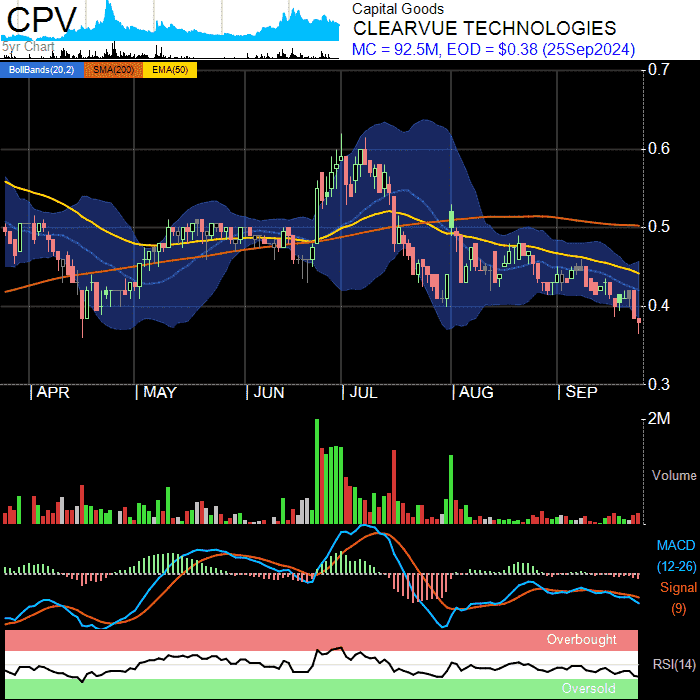 CPV
5yr Chart
Capital Goods
CLEARVUE TECHNOLOGIES
MC = 92.5M, EOD = $0.38 (25Sep2024)
BollBands(20,2) SMA(200) EMA(50)
0.7
0.6
0.5
0.4
0.3
APR MAY JUN JUL AUG SEP
2M
Volume
MACD
(12-26)
Signal
(9)
Overbought
RSI(14)
Oversold